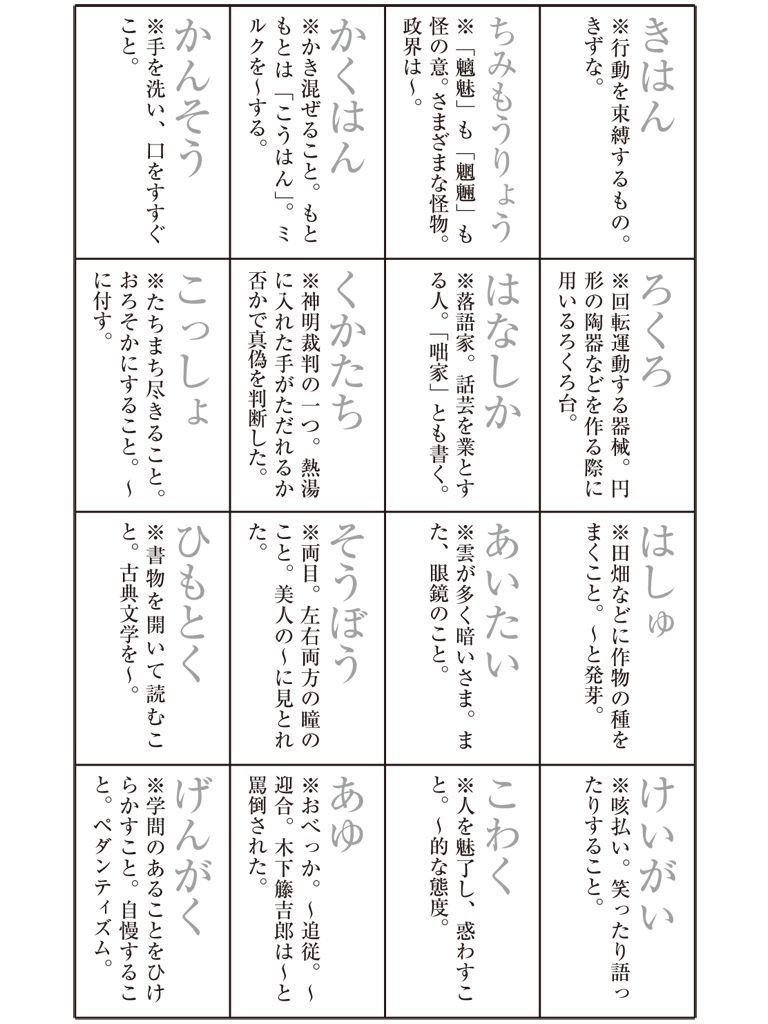 きはん
※行動を束縛するもの。
きずな。
ろくろ
※回転運動する器械。円
形の陶器などを作る際に
用いるろくろ台。
はしゅ
※田畑などに作物の種を
まくこと。〜と発芽。
けいがい
※咳払い。笑ったり語っ
たりすること。
ちみもうりょう
※「魑魅」も「魍魎」も
怪の意。さまざまな怪物。
政界は〜。
はなしか
※落語家。話芸を業とす
る人。「咄家」とも書く。
あいたい
※雲が多く暗いさま。ま
た、眼鏡のこと。
こわく
※人を魅了し、惑わすこ
と。〜的な態度。
かくはん
※かき混ぜること。もと
もとは「こうはん」。ミ
ルクを〜する。
くかたち
※神明裁判の一つ。熱湯
に入れた手がただれるか
否かで真偽を判断した。
そうぼう
※両目。左右両方の瞳の
こと。美人の〜に見とれ
た。
あゆ
※おべっか。〜追従。〜
迎合。木下籐吉郎は〜と
罵倒された。
かんそう
※手を洗い、口をすすぐ
こと。
こっしょ
※たちまち尽きること。
おろそかにすること。〜
に付す。
ひもとく
※書物を開いて読むこ
と。古典文学を〜。
げんがく
※学問のあることをひけ
らかすこと。自慢するこ
と。ペダンティズム。